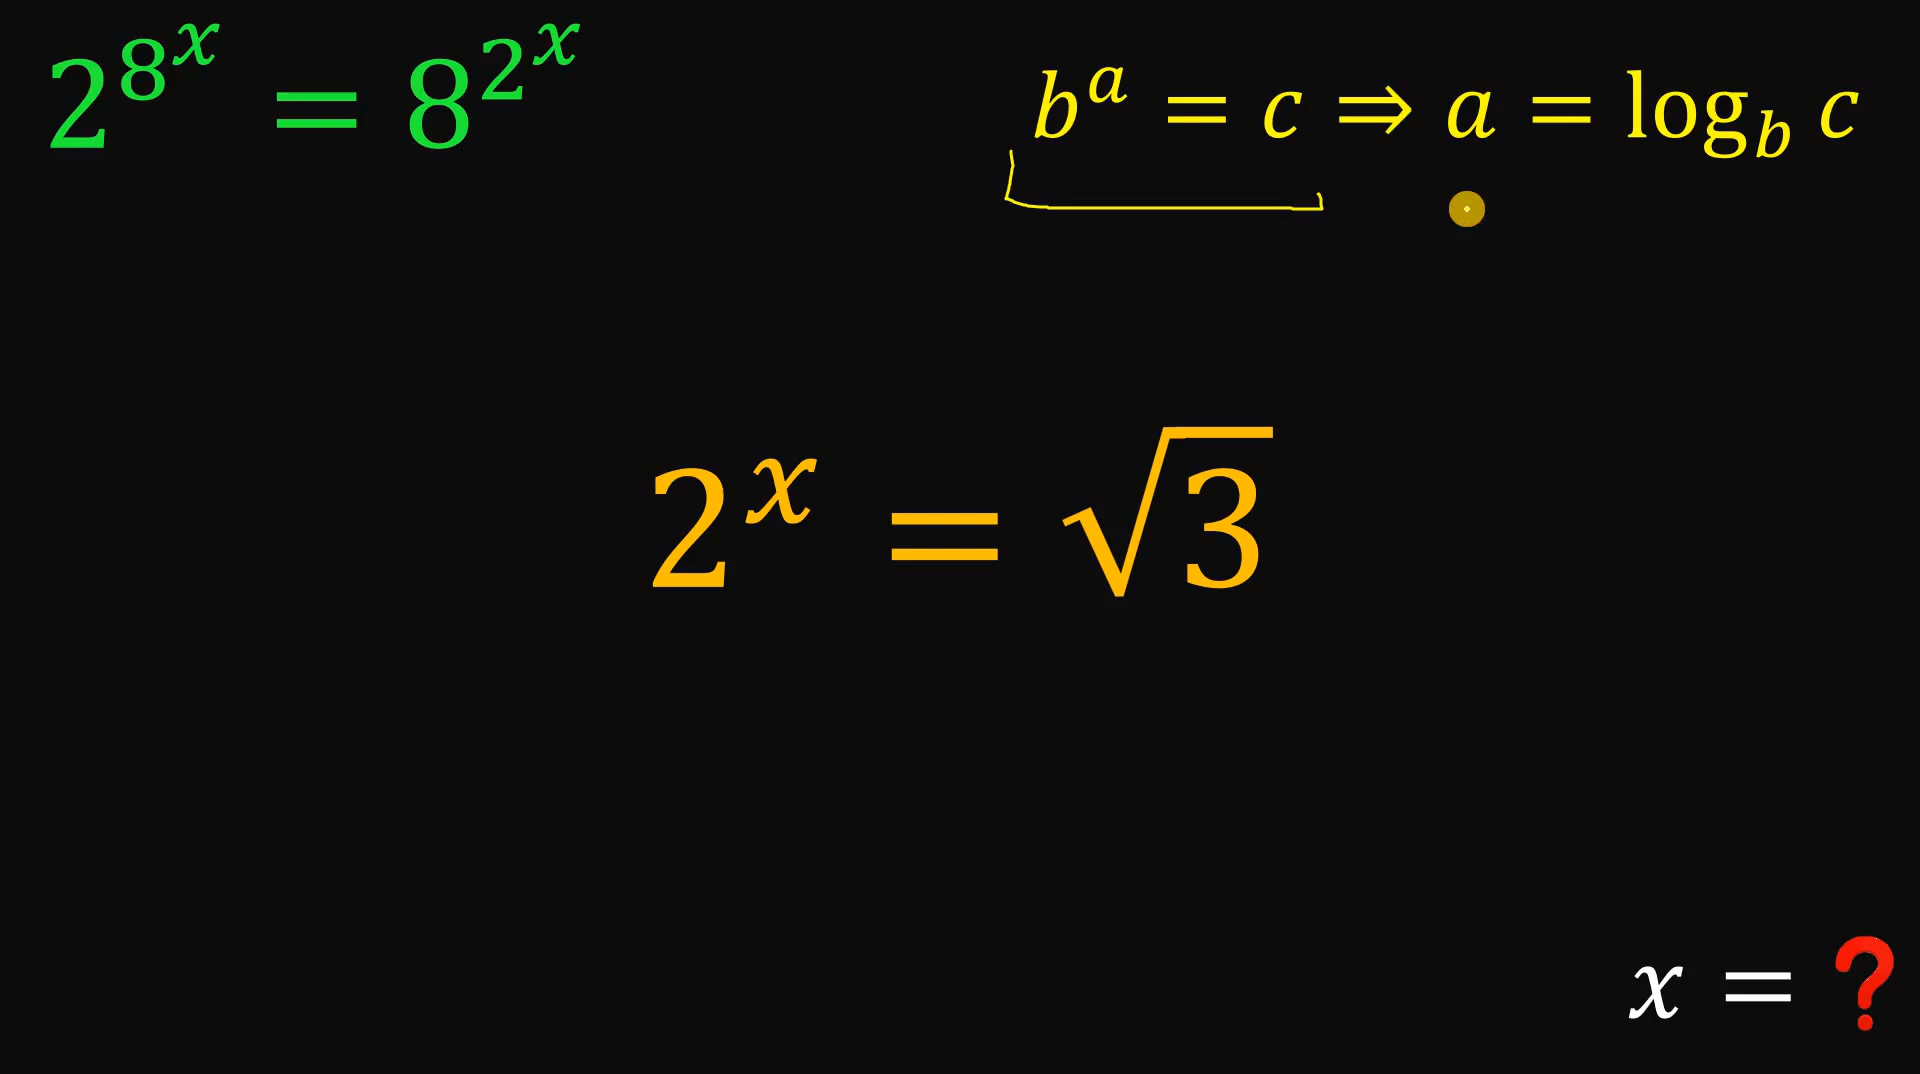 2^{8^x} = 8^{2^x}
b^a = c ⇒ a = log_b c
2^x = √3
x = ❓